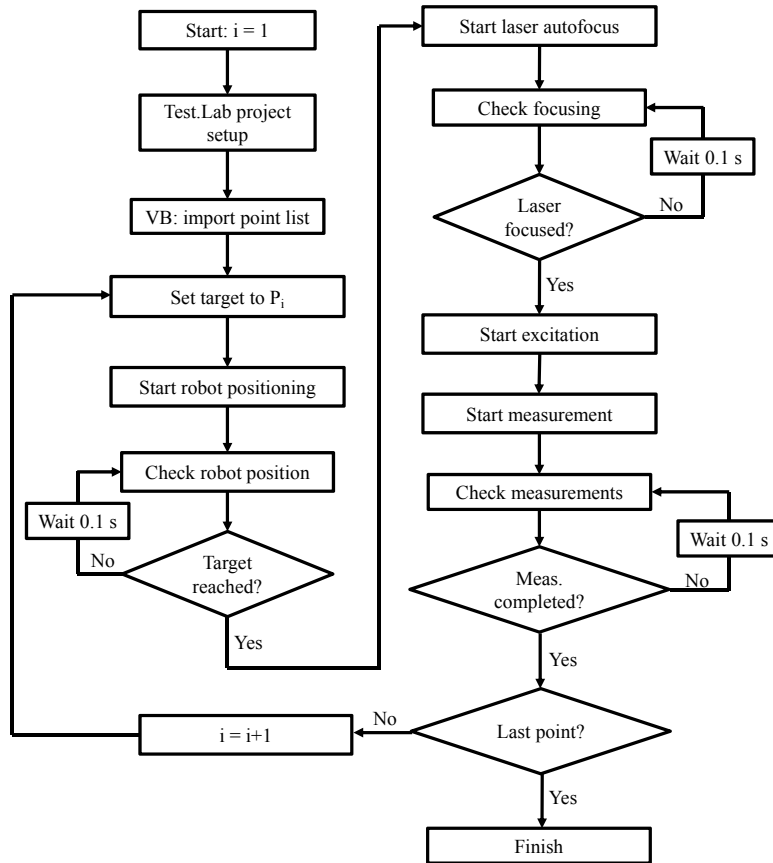 Start: i = 1
Test.Lab project
setup
VB: import point list
Set target to Pi
Start robot positioning
Check robot position
Wait 0.1 s
No
Target
reached?
Yes
Start laser autofocus
Check focusing
Wait 0.1 s
No
Laser
focused?
Yes
Start excitation
Start measurement
Check measurements
Wait 0.1 s
No
Meas.
completed?
Yes
Last point?
No
i = i+1
Yes
Finish